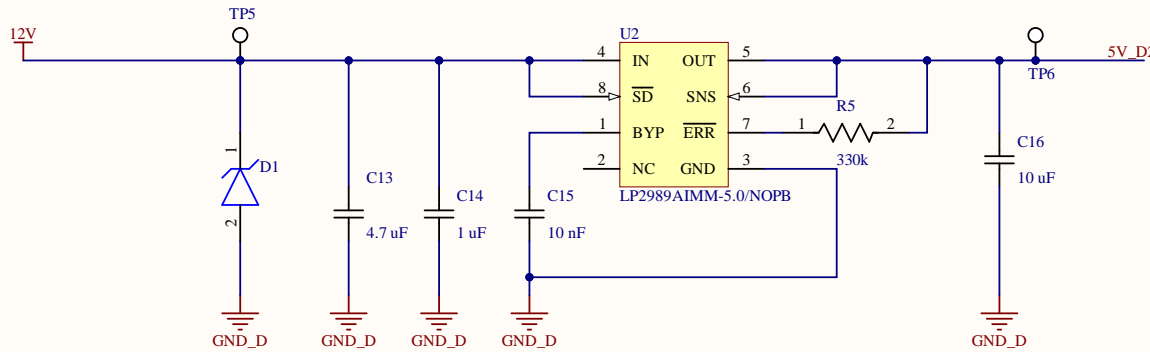 TP5
12V
U2
4 IN OUT 5
TP6
5V_D2
8 SD SNS 6
R5
1 BYP ERR 7 1 2
330k
2 NC GND 3
LP2989AIMM-5.0/NOPB
1
D1
2
C13
4.7 uF
C14
1 uF
C15
10 nF
C16
10 uF
GND_D
GND_D
GND_D
GND_D
GND_D